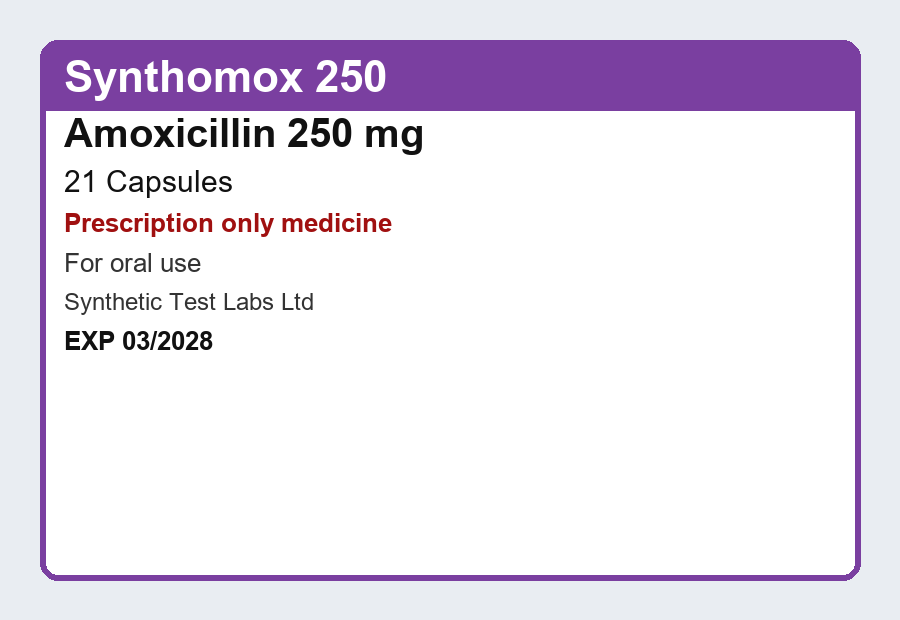 Synthomox 250
Amoxicillin 250 mg
21 Capsules
Prescription only medicine
For oral use
Synthetic Test Labs Ltd
EXP 03/2028